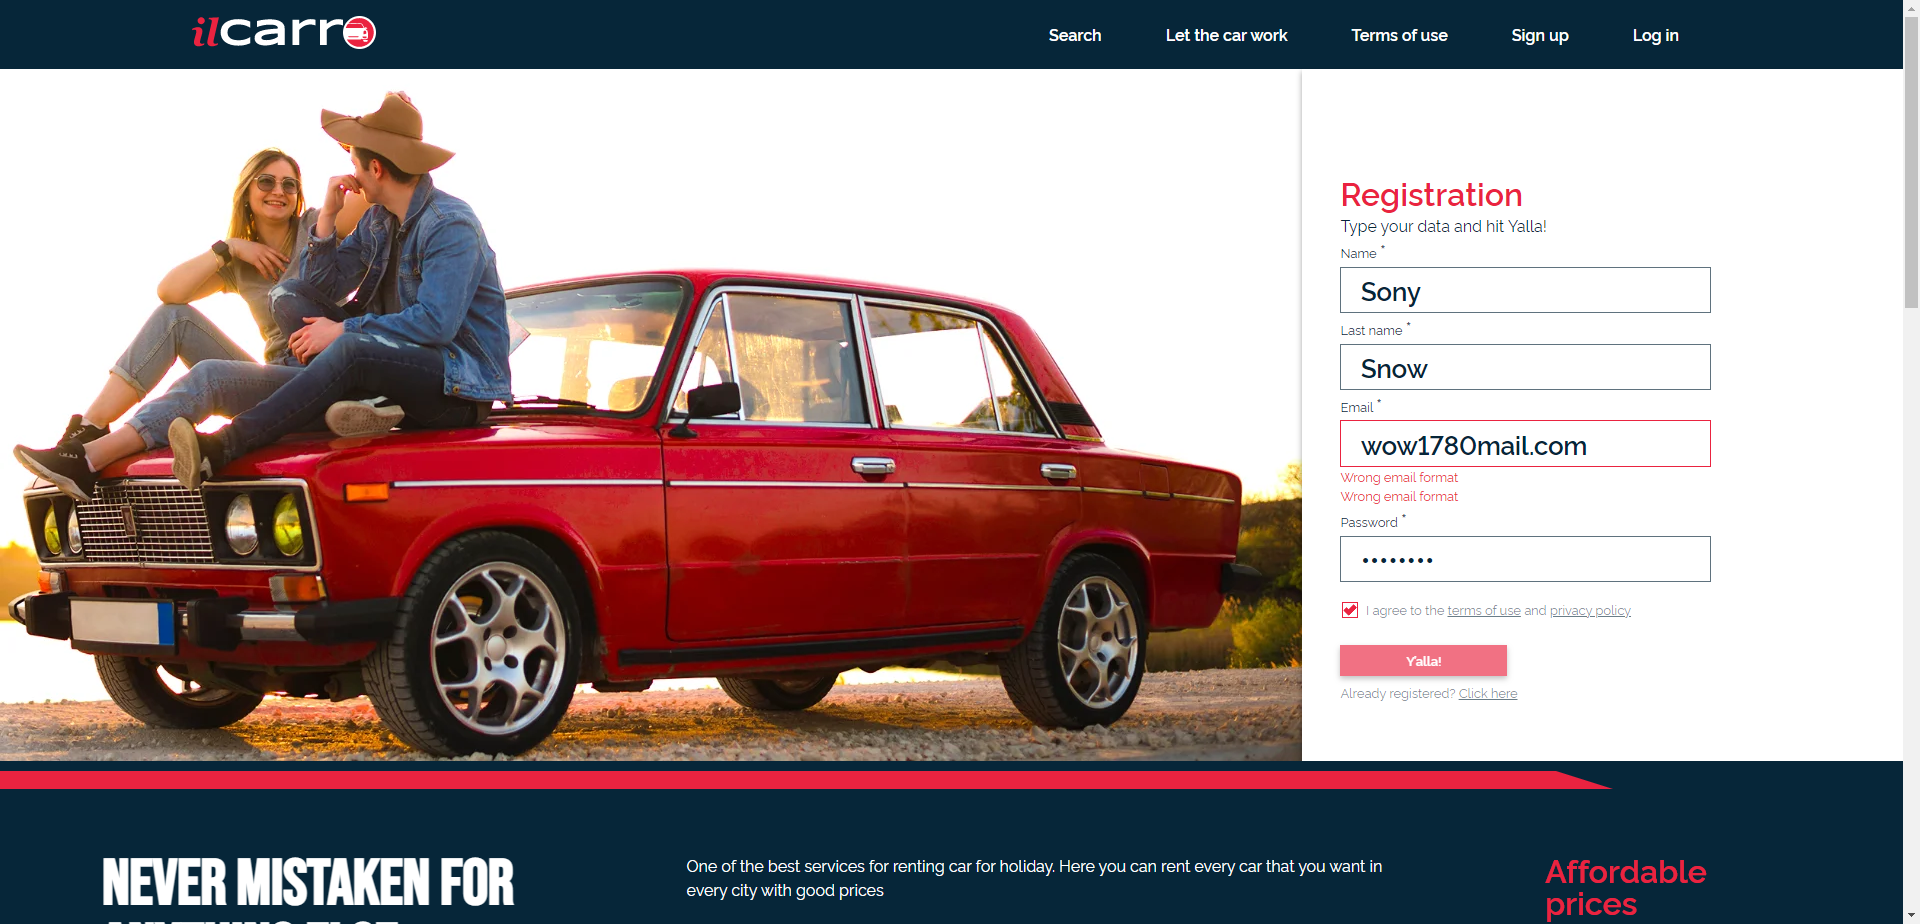 ilcarro
Search
Let the car work
Terms of use
Sign up
Log in
Registration
Type your data and hit Yalla!
Name *
Sony
Last name *
Snow
Email *
wow1780mail.com
Wrong email format
Wrong email format
Password *
••••••••
I agree to the terms of use and privacy policy
Y'alla!
Already registered? Click here
NEVER MISTAKEN FOR
One of the best services for renting car for holiday. Here you can rent every car that you want in
every city with good prices
Affordable
prices